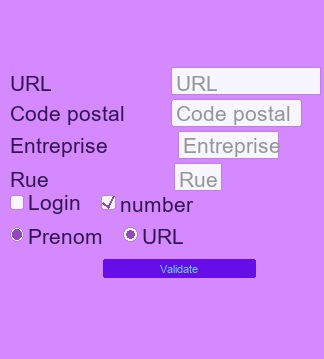 URL URL
Code postal Code postal
Entreprise Entreprise
Rue Rue
Login number
Prenom URL
Validate